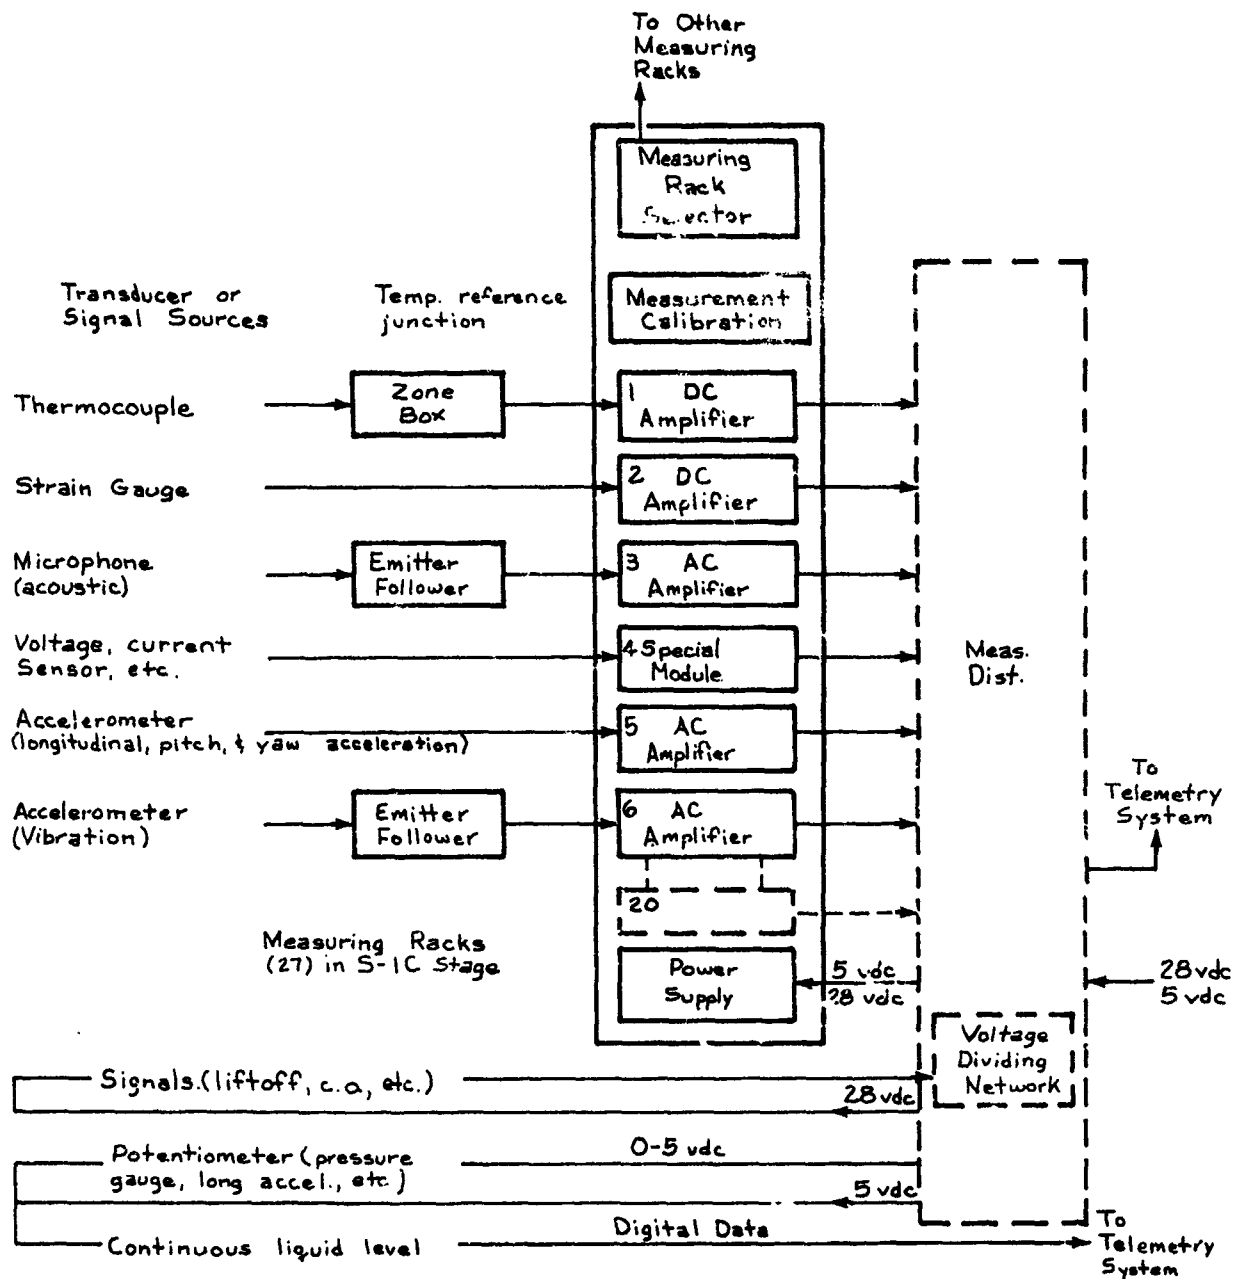 To Other
Measuring
Racks
Measuring
Rack
Selector
Transducer or
Signal Sources
Temp. reference
junction
Measurement
Calibration
Thermocouple
Zone
Box
1 DC
Amplifier
Strain Gauge
2 DC
Amplifier
Microphone
(acoustic)
Emitter
Follower
3 AC
Amplifier
Voltage, current
Sensor, etc.
4 Special
Module
Meas.
Dist.
Accelerometer
(longitudinal, pitch, & yaw acceleration)
5 AC
Amplifier
To
Telemetry
System
Accelerometer
(Vibration)
Emitter
Follower
6 AC
Amplifier
20
Measuring Racks
(27) in S-IC Stage
Power
Supply
5 vdc
28 vdc
28 vdc
5 vdc
Voltage
Dividing
Network
Signals.(liftoff, c.o, etc.)
28 vdc
Potentiometer (pressure
gauge, long accel., etc.)
0-5 vdc
5 vdc
Digital Data
Continuous liquid level
To
Telemetry
System